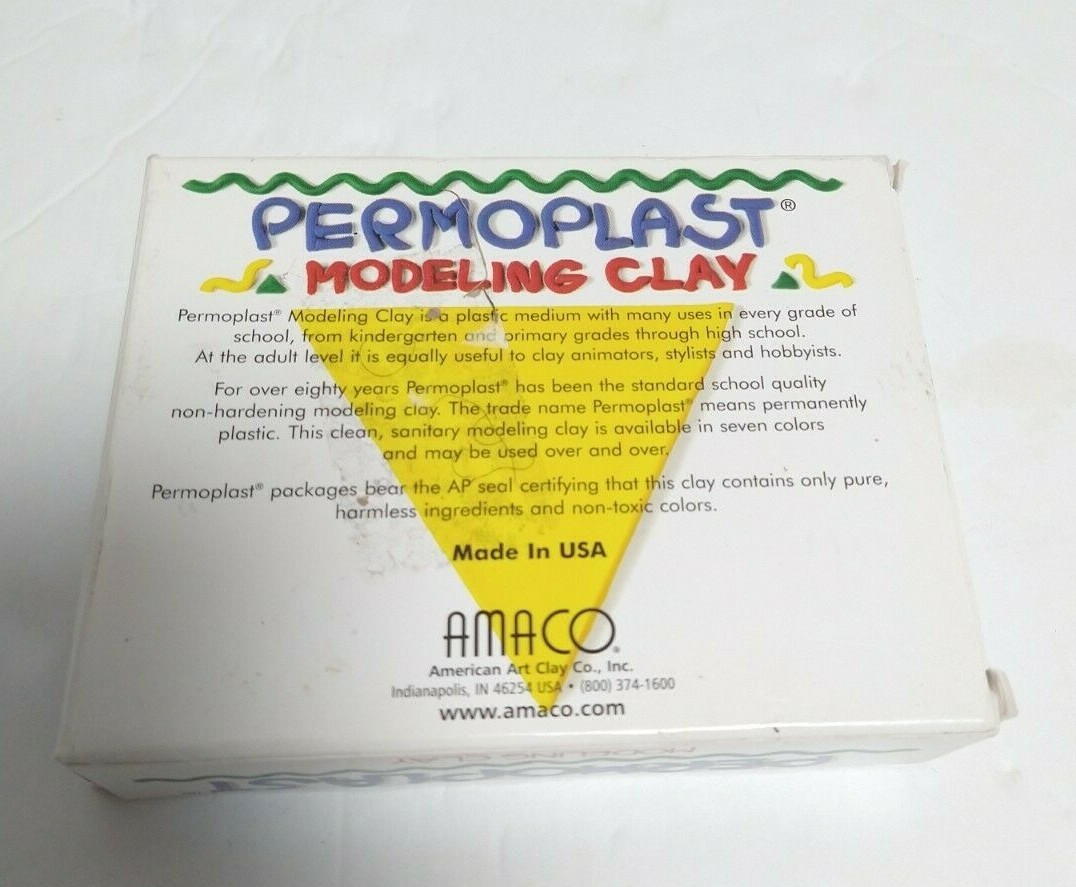 PERMOPLAST®
MODELING CLAY
Permoplast® Modeling Clay is a plastic medium with many uses in every grade of
school, from kindergarten and primary grades through high school.
At the adult level it is equally useful to clay animators, stylists and hobbyists.
For over eighty years Permoplast® has been the standard school quality
non-hardening modeling clay. The trade name Permoplast® means permanently
plastic. This clean, sanitary modeling clay is available in seven colors
and may be used over and over.
Permoplast® packages bear the AP seal certifying that this clay contains only pure,
harmless ingredients and non-toxic colors.
Made In USA
AMACO®
American Art Clay Co., Inc.
Indianapolis, IN 46254 USA • (800) 374-1600
www.amaco.com
MODELING CLAY
PERMOPLAST